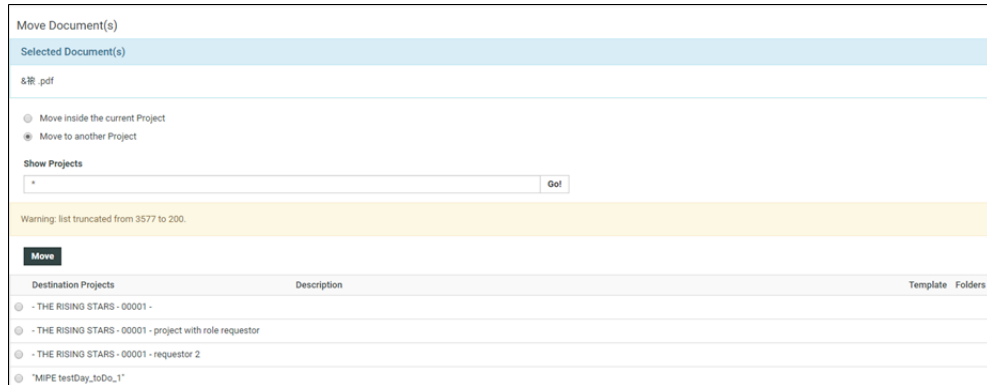 Move Document(s)
Selected Document(s)
&袱 .pdf
Move inside the current Project
Move to another Project
Show Projects
* Go!
Warning: list truncated from 3577 to 200.
Move
Destination Projects Description Template Folders
- THE RISING STARS - 00001 -
- THE RISING STARS - 00001 - project with role requestor
- THE RISING STARS - 00001 - requestor 2
"MIPE testDay_toDo_1"